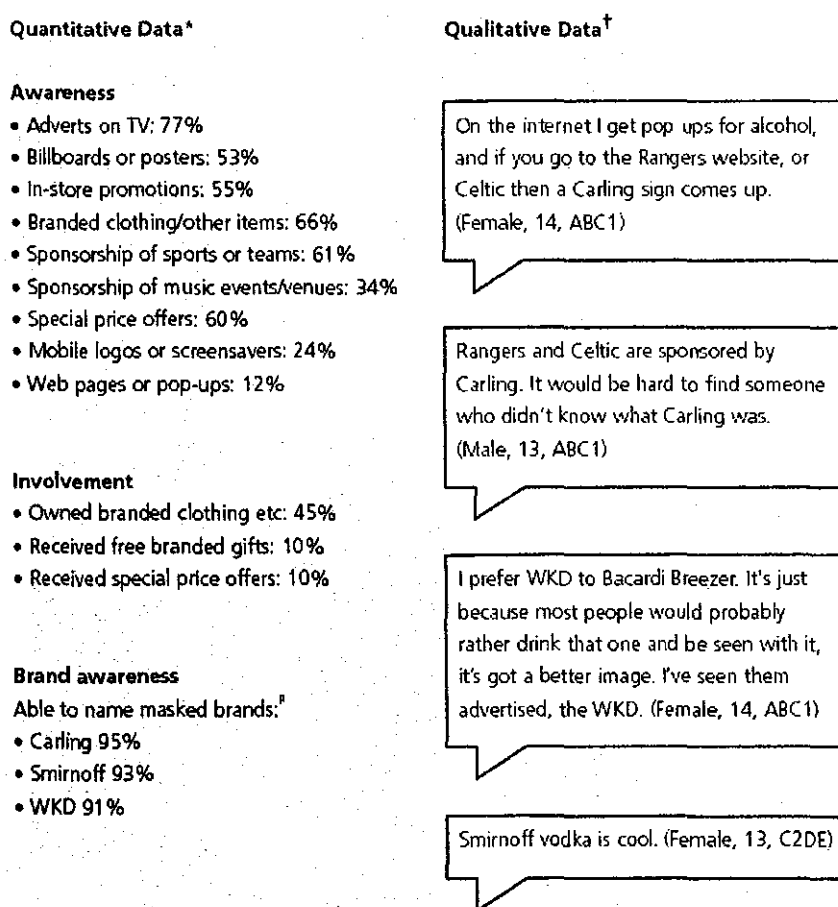 Quantitative Data*
Awareness
• Adverts on TV: 77%
• Billboards or posters: 53%
• In-store promotions: 55%
• Branded clothing/other items: 66%
• Sponsorship of sports or teams: 61%
• Sponsorship of music events/venues: 34%
• Special price offers: 60%
• Mobile logos or screensavers: 24%
• Web pages or pop-ups: 12%
Involvement
• Owned branded clothing etc: 45%
• Received free branded gifts: 10%
• Received special price offers: 10%
Brand awareness
Able to name masked brands:
• Carling 95%
• Smirnoff 93%
• WKD 91%
Qualitative Data†
On the internet I get pop ups for alcohol,
and if you go to the Rangers website, or
Celtic then a Carling sign comes up.
(Female, 14, ABC1)
Rangers and Celtic are sponsored by
Carling. It would be hard to find someone
who didn't know what Carling was.
(Male, 13, ABC1)
I prefer WKD to Bacardi Breezer. It's just
because most people would probably
rather drink that one and be seen with it,
it's got a better image. I've seen them
advertised, the WKD. (Female, 14, ABC1)
Smirnoff vodka is cool. (Female, 13, C2DE)